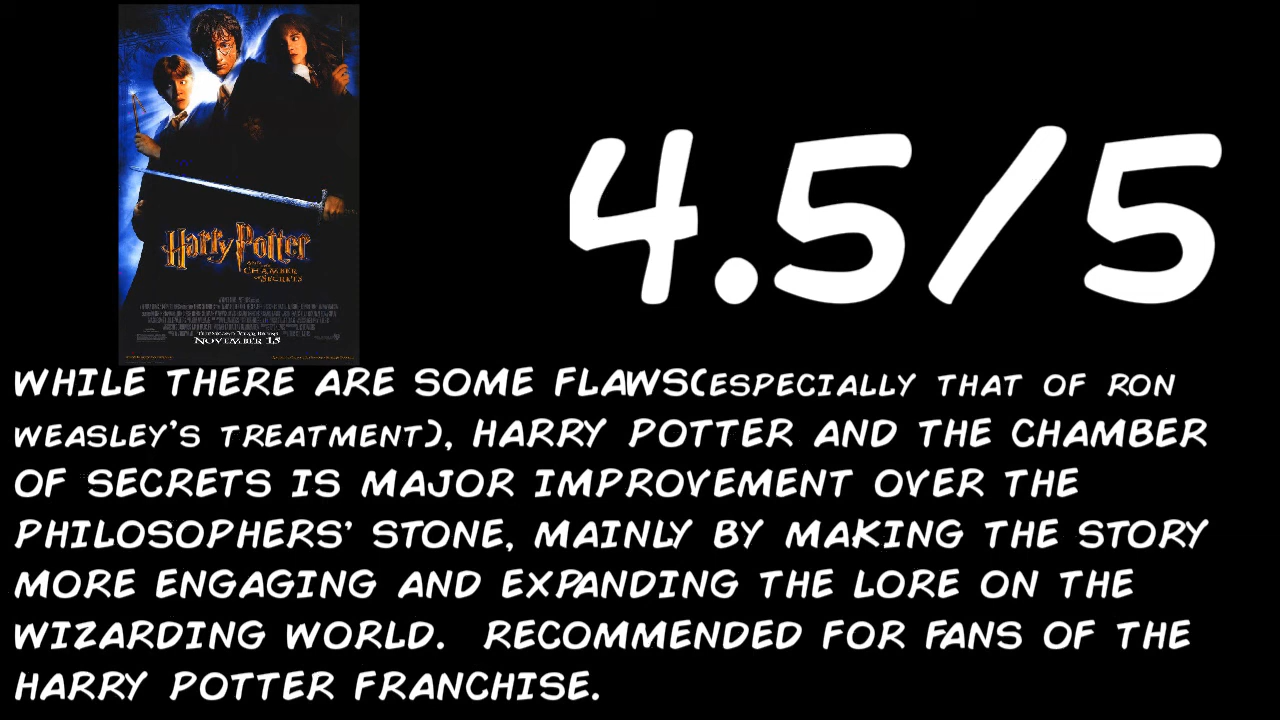 Harry Potter
CHAMBER
OF SECRETS
NOVEMBER 15
4.5/5
WHILE THERE ARE SOME FLAWS(ESPECIALLY THAT OF RON
WEASLEY'S TREATMENT), HARRY POTTER AND THE CHAMBER
OF SECRETS IS MAJOR IMPROVEMENT OVER THE
PHILOSOPHERS' STONE, MAINLY BY MAKING THE STORY
MORE ENGAGING AND EXPANDING THE LORE ON THE
WIZARDING WORLD. RECOMMENDED FOR FANS OF THE
HARRY POTTER FRANCHISE.